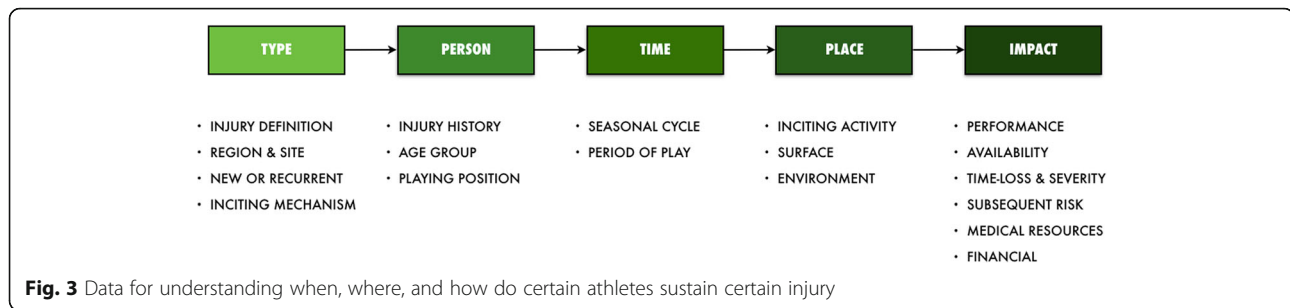 TYPE
PERSON
TIME
PLACE
IMPACT
• INJURY DEFINITION
• REGION & SITE
• NEW OR RECURRENT
• INCITING MECHANISM
• INJURY HISTORY
• AGE GROUP
• PLAYING POSITION
• SEASONAL CYCLE
• PERIOD OF PLAY
• INCITING ACTIVITY
• SURFACE
• ENVIRONMENT
• PERFORMANCE
• AVAILABILITY
• TIME-LOSS & SEVERITY
• SUBSEQUENT RISK
• MEDICAL RESOURCES
• FINANCIAL
Fig. 3 Data for understanding when, where, and how do certain athletes sustain certain injury